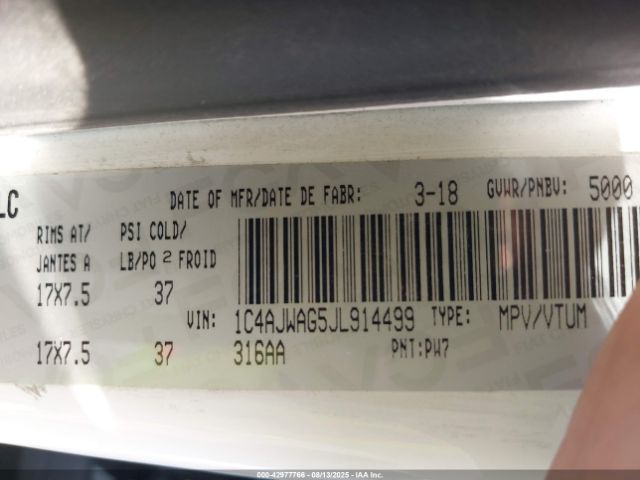 LC
DATE OF MFR/DATE DE FABR: 3-18 GVWR/PNBV: 5000
RIMS AT/ PSI COLD/
JANTES A LB/PO 2 FROID
17X7.5 37
VIN: 1C4AJWAG5JL914499 TYPE: MPV/VTUM
17X7.5 37 316AA PNT:PW7
000-42977766 - 08/13/2025 - IAA Inc.